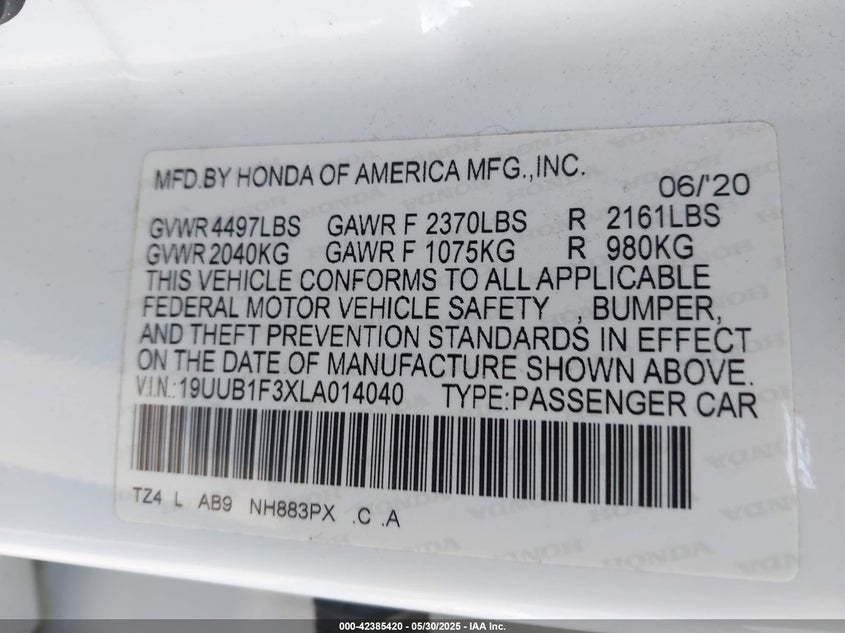 MFD.BY HONDA OF AMERICA MFG.,INC.
06/'20
GVWR 4497LBS GAWR F 2370LBS R 2161LBS
GVWR 2040KG GAWR F 1075KG R 980KG
THIS VEHICLE CONFORMS TO ALL APPLICABLE
FEDERAL MOTOR VEHICLE SAFETY , BUMPER,
AND THEFT PREVENTION STANDARDS IN EFFECT
ON THE DATE OF MANUFACTURE SHOWN ABOVE.
V.I.N.:19UUB1F3XLA014040 TYPE:PASSENGER CAR
TZ4 L AB9 NH883PX .C .A
HONDA HONDA HONDA
000-42385420 | 05/30/2025 | IAA Inc.